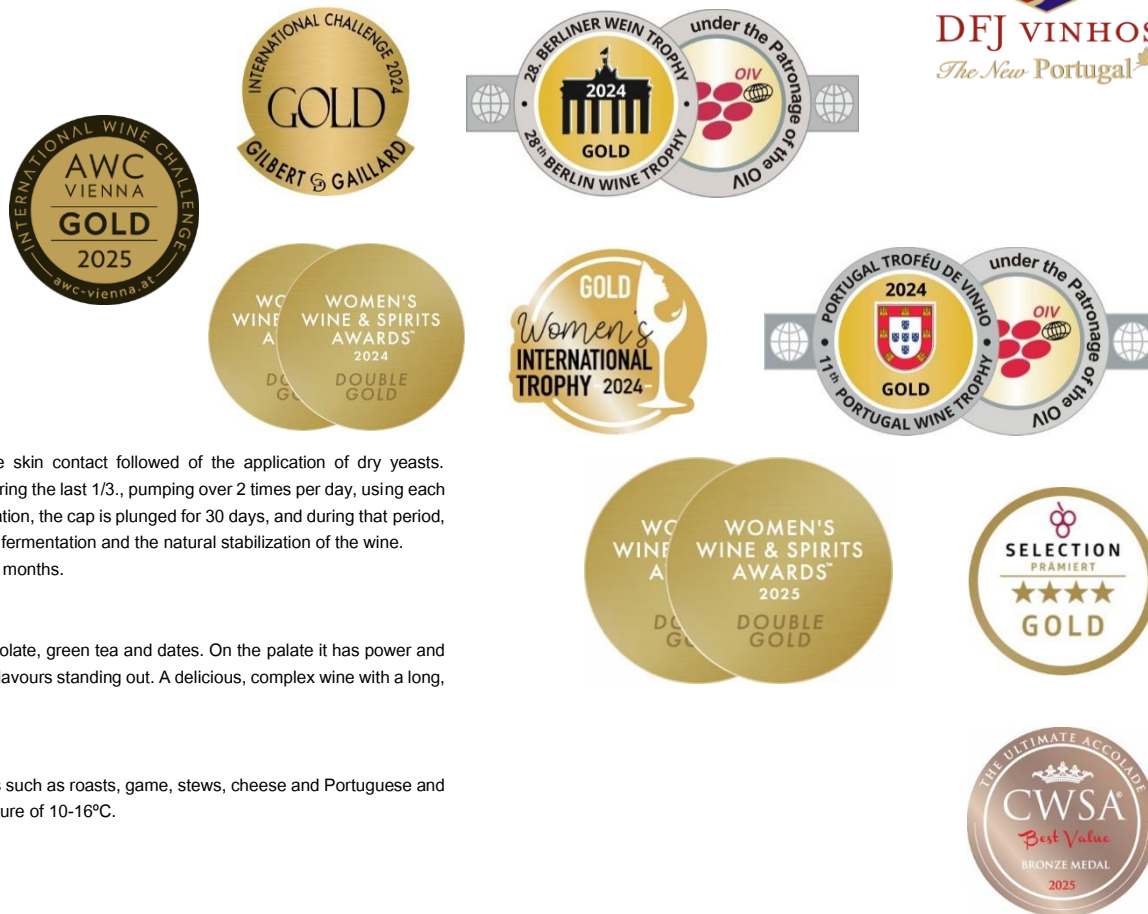 DFJ VINHOS
The New Portugal
INTERNATIONAL CHALLENGE 2024
GOLD
GILBERT & GAILLARD
28. BERLINER WEIN TROPHY
2024
GOLD
28th BERLIN WINE TROPHY
under the Patronage of the OIV
OIV
INTERNATIONAL WINE CHALLENGE
AWC
VIENNA
GOLD
2025
awc-vienna.at
WOMEN'S
WINE & SPIRITS
AWARDS™
2024
DOUBLE
GOLD
GOLD
Women's
INTERNATIONAL
TROPHY -2024-
PORTUGAL TROFÉU DE VINHO
2024
GOLD
11th PORTUGAL WINE TROPHY
under the Patronage of the OIV
OIV
skin contact followed of the application of dry yeasts.
the last 1/3., pumping over 2 times per day, using each
the cap is plunged for 30 days, and during that period,
fermentation and the natural stabilization of the wine.
months.
green tea and dates. On the palate it has power and
standing out. A delicious, complex wine with a long,
such as roasts, game, stews, cheese and Portuguese and
of 10-16ºC.
WOMEN'S
WINE & SPIRITS
AWARDS™
2025
DOUBLE
GOLD
SELECTION
PRÄMIERT
GOLD
THE ULTIMATE ACCOLADE
CWSA®
Best Value
BRONZE MEDAL
2025